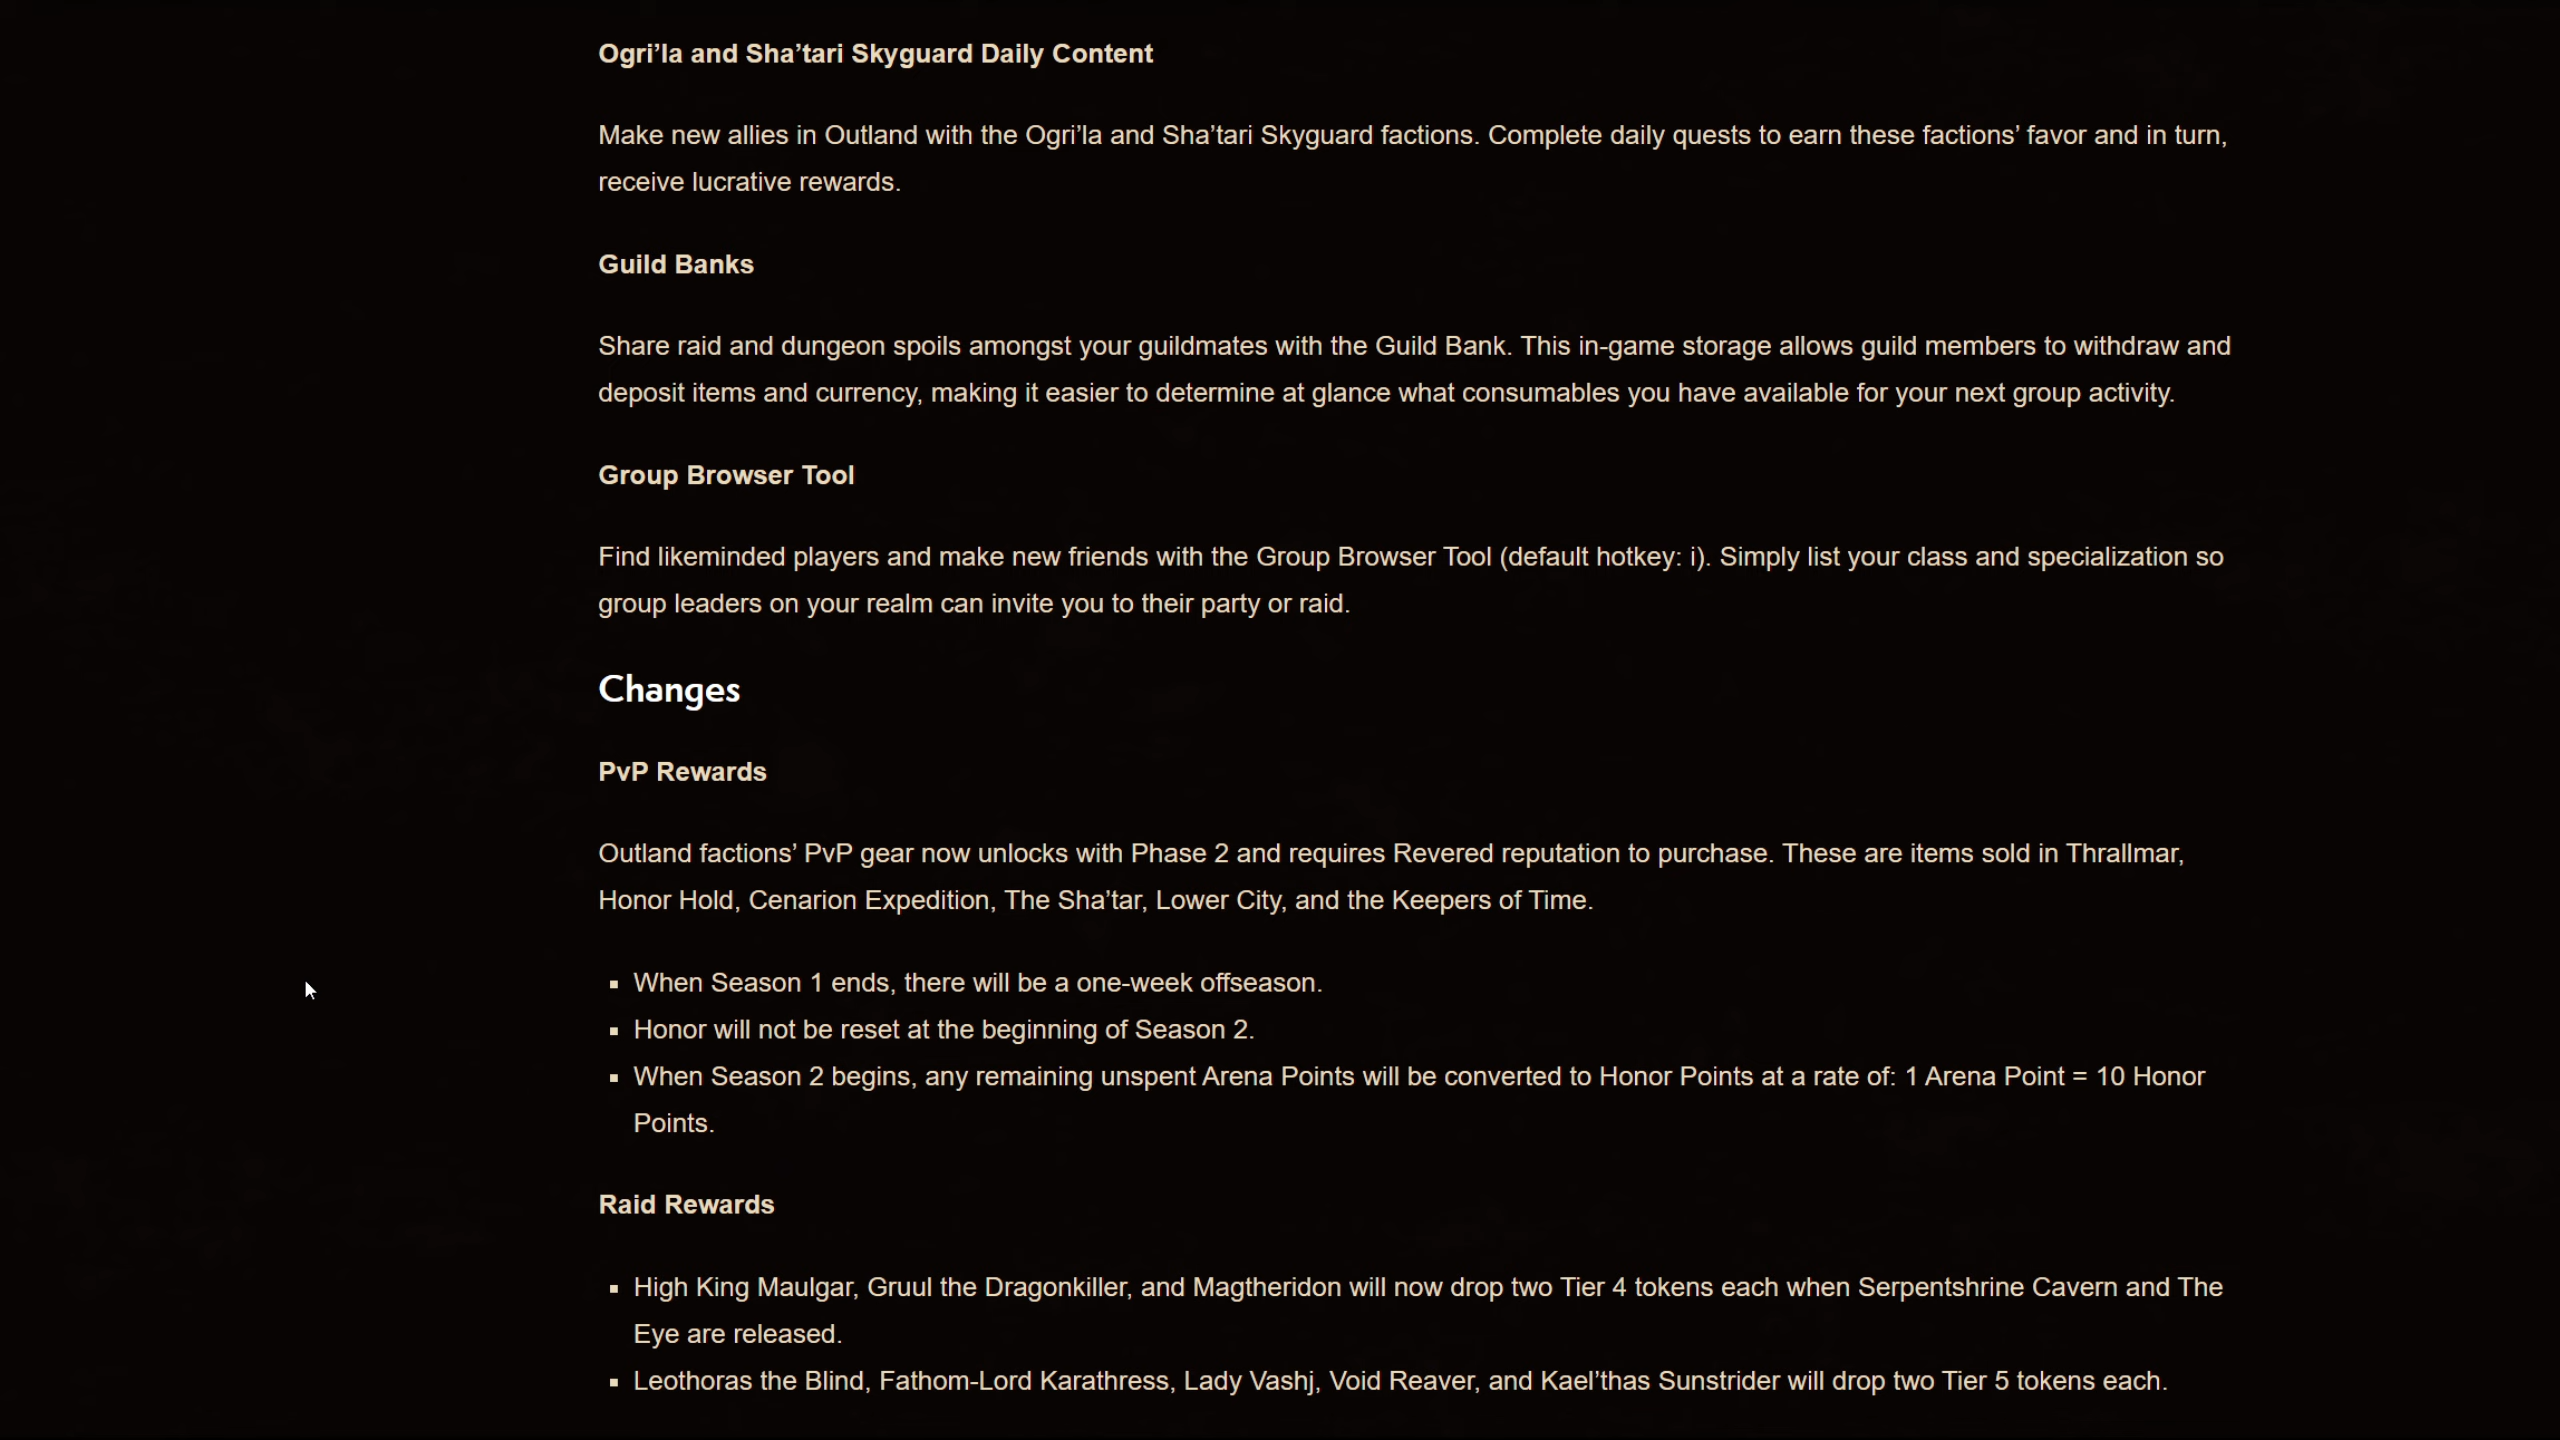 Ogri’la and Sha’tari Skyguard Daily Content
Make new allies in Outland with the Ogri’la and Sha’tari Skyguard factions. Complete daily quests to earn these factions’ favor and in turn,
receive lucrative rewards.
Guild Banks
Share raid and dungeon spoils amongst your guildmates with the Guild Bank. This in-game storage allows guild members to withdraw and
deposit items and currency, making it easier to determine at glance what consumables you have available for your next group activity.
Group Browser Tool
Find likeminded players and make new friends with the Group Browser Tool (default hotkey: i). Simply list your class and specialization so
group leaders on your realm can invite you to their party or raid.
Changes
PvP Rewards
Outland factions’ PvP gear now unlocks with Phase 2 and requires Revered reputation to purchase. These are items sold in Thrallmar,
Honor Hold, Cenarion Expedition, The Sha’tar, Lower City, and the Keepers of Time.
▪ When Season 1 ends, there will be a one-week offseason.
▪ Honor will not be reset at the beginning of Season 2.
▪ When Season 2 begins, any remaining unspent Arena Points will be converted to Honor Points at a rate of: 1 Arena Point = 10 Honor
Points.
Raid Rewards
▪ High King Maulgar, Gruul the Dragonkiller, and Magtheridon will now drop two Tier 4 tokens each when Serpentshrine Cavern and The
Eye are released.
▪ Leothoras the Blind, Fathom-Lord Karathress, Lady Vashj, Void Reaver, and Kael’thas Sunstrider will drop two Tier 5 tokens each.